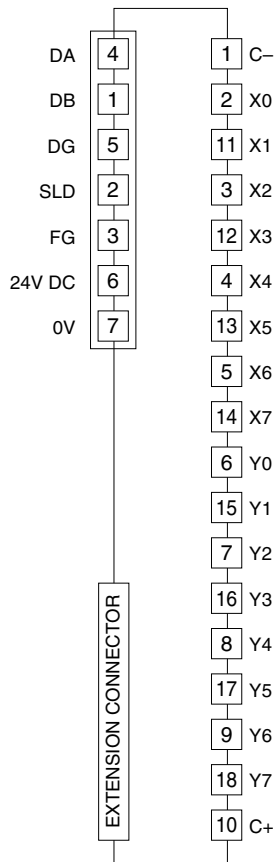 DA 4
DB 1
DG 5
SLD 2
FG 3
24V DC 6
0V 7
EXTENSION CONNECTOR
1 C–
2 X0
11 X1
3 X2
12 X3
4 X4
13 X5
5 X6
14 X7
6 Y0
15 Y1
7 Y2
16 Y3
8 Y4
17 Y5
9 Y6
18 Y7
10 C+